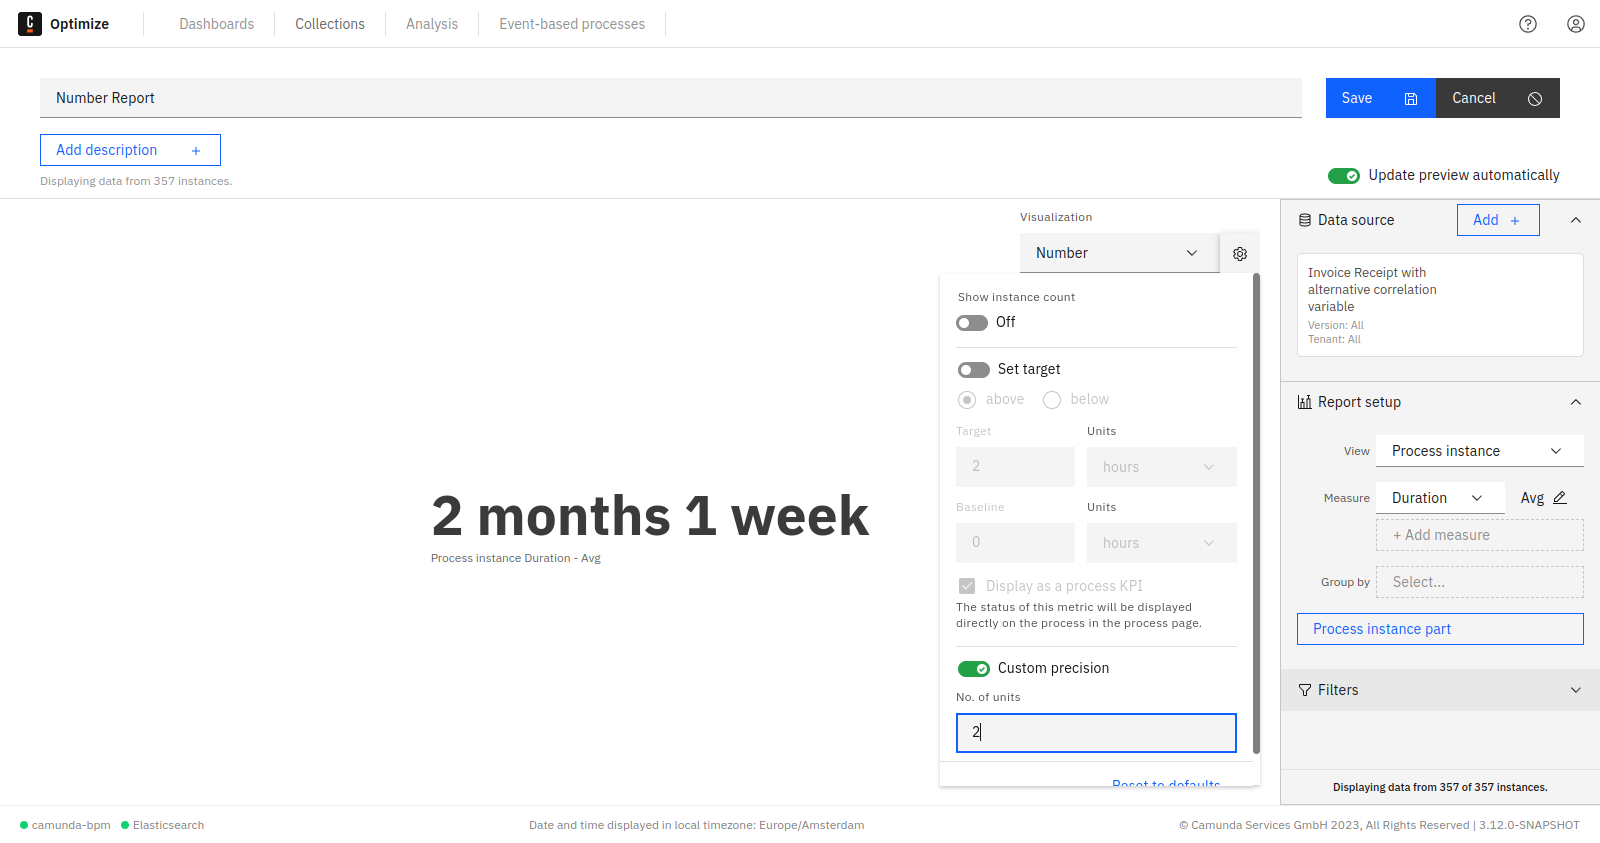 C Optimize Dashboards Collections Analysis Event-based processes
Number Report
Save Cancel
Add description +
Displaying data from 357 instances.
Update preview automatically
2 months 1 week
Process instance Duration - Avg
Visualization
Number
Show instance count
Off
Set target
above below
Target Units
2 hours
Baseline Units
0 hours
Display as a process KPI
The status of this metric will be displayed
directly on the process in the process page.
Custom precision
No. of units
2
Reset to defaults
Data source Add +
Invoice Receipt with
alternative correlation
variable
Version: All
Tenant: All
Report setup
View Process instance
Measure Duration Avg
+ Add measure
Group by Select...
Process instance part
Filters
Displaying data from 357 of 357 instances.
camunda-bpm Elasticsearch
Date and time displayed in local timezone: Europe/Amsterdam
© Camunda Services GmbH 2023, All Rights Reserved | 3.12.0-SNAPSHOT